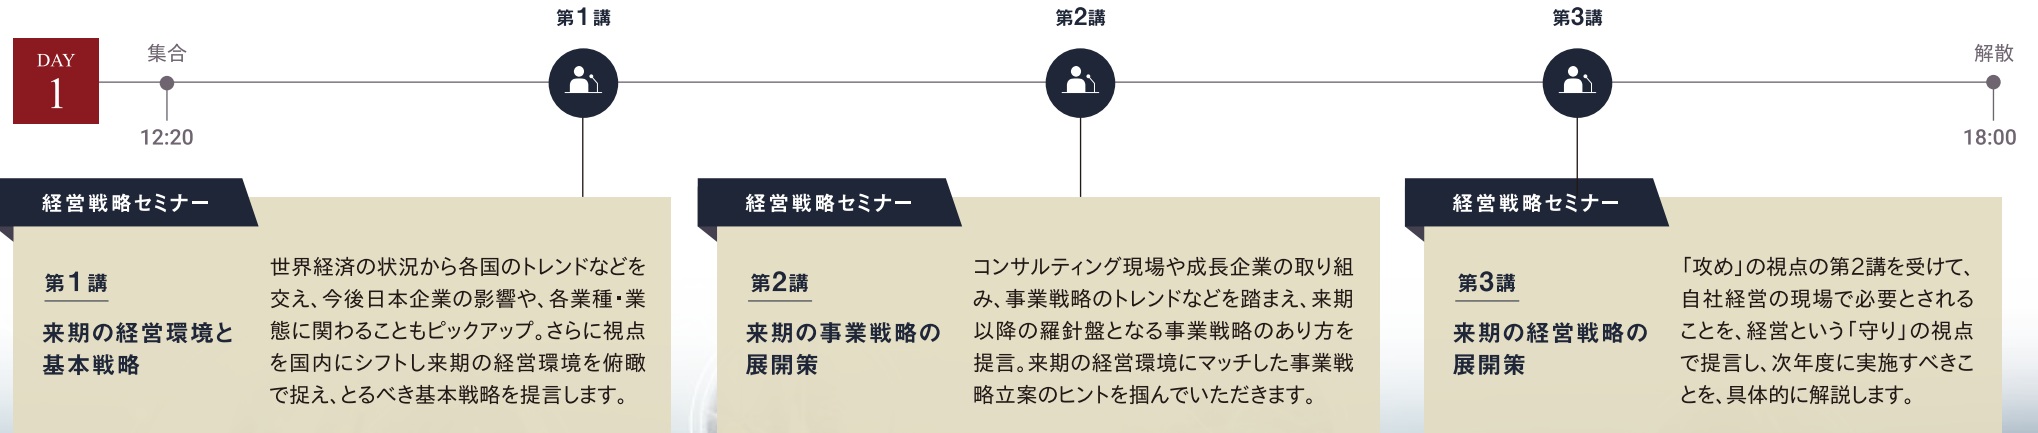 第1講
第2講
第3講
DAY
1
集合
解散
12:20
18:00
経営戦略セミナー
第1講
来期の経営環境と
基本戦略
世界経済の状況から各国のトレンドなどを
交え、今後日本企業の影響や、各業種・業
態に関わることもピックアップ。さらに視点
を国内にシフトし来期の経営環境を俯瞰
で捉え、とるべき基本戦略を提言します。
経営戦略セミナー
第2講
来期の事業戦略の
展開策
コンサルティング現場や成長企業の取り組
み、事業戦略のトレンドなどを踏まえ、来期
以降の羅針盤となる事業戦略のあり方を
提言。来期の経営環境にマッチした事業戦
略立案のヒントを掴んでいただきます。
経営戦略セミナー
第3講
来期の経営戦略の
展開策
「攻め」の視点の第2講を受けて、
自社経営の現場で必要とされる
ことを、経営という「守り」の視点
で提言し、次年度に実施すべきこ
とを、具体的に解説します。